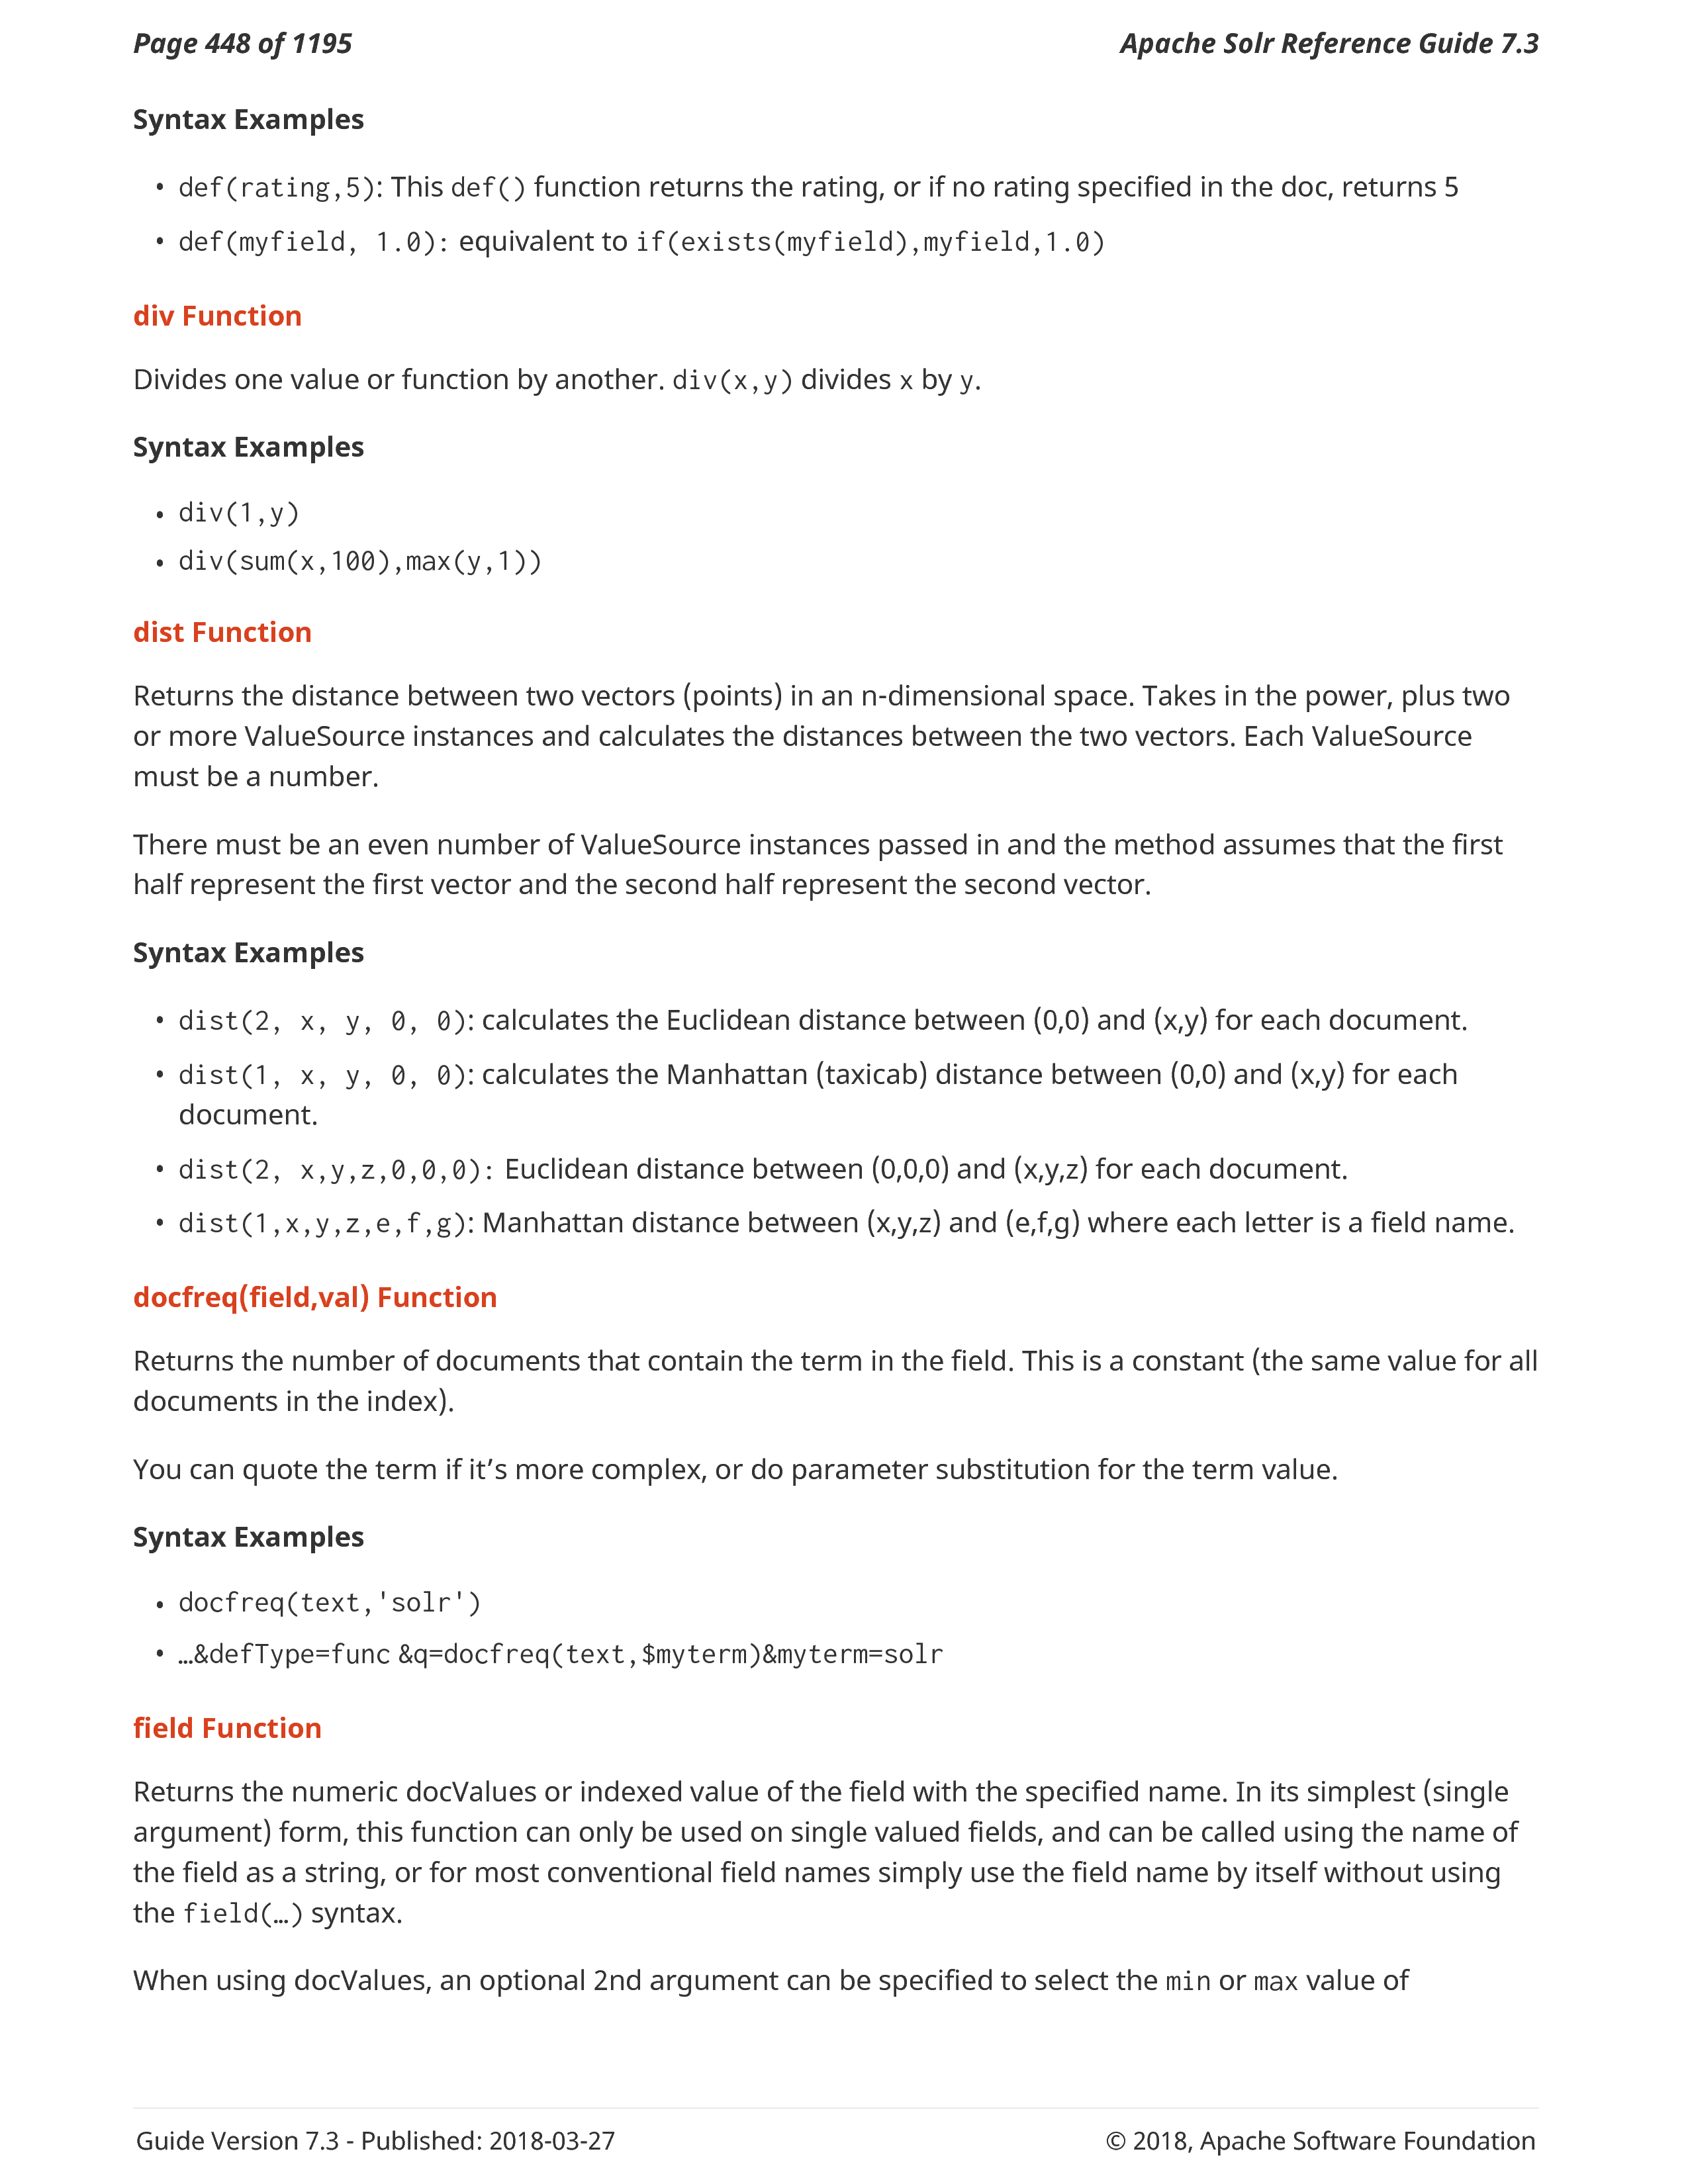 Page 448 of 1195
Apache Solr Reference Guide 7.3
Syntax Examples
• def(rating,5): This def() function returns the rating, or if no rating specified in the doc, returns 5
• def(myfield, 1.0): equivalent to if(exists(myfield),myfield,1.0)
div Function
Divides one value or function by another. div(x,y) divides x by y.
Syntax Examples
• div(1,y)
• div(sum(x,100),max(y,1))
dist Function
Returns the distance between two vectors (points) in an n-dimensional space. Takes in the power, plus two
or more ValueSource instances and calculates the distances between the two vectors. Each ValueSource
must be a number.
There must be an even number of ValueSource instances passed in and the method assumes that the first
half represent the first vector and the second half represent the second vector.
Syntax Examples
• dist(2, x, y, 0, 0): calculates the Euclidean distance between (0,0) and (x,y) for each document.
• dist(1, x, y, 0, 0): calculates the Manhattan (taxicab) distance between (0,0) and (x,y) for each
document.
• dist(2, x,y,z,0,0,0): Euclidean distance between (0,0,0) and (x,y,z) for each document.
• dist(1,x,y,z,e,f,g): Manhattan distance between (x,y,z) and (e,f,g) where each letter is a field name.
docfreq(field,val) Function
Returns the number of documents that contain the term in the field. This is a constant (the same value for all
documents in the index).
You can quote the term if it’s more complex, or do parameter substitution for the term value.
Syntax Examples
• docfreq(text,'solr')
• …&defType=func &q=docfreq(text,$myterm)&myterm=solr
field Function
Returns the numeric docValues or indexed value of the field with the specified name. In its simplest (single
argument) form, this function can only be used on single valued fields, and can be called using the name of
the field as a string, or for most conventional field names simply use the field name by itself without using
the field(…) syntax.
When using docValues, an optional 2nd argument can be specified to select the min or max value of
Guide Version 7.3 - Published: 2018-03-27
© 2018, Apache Software Foundation